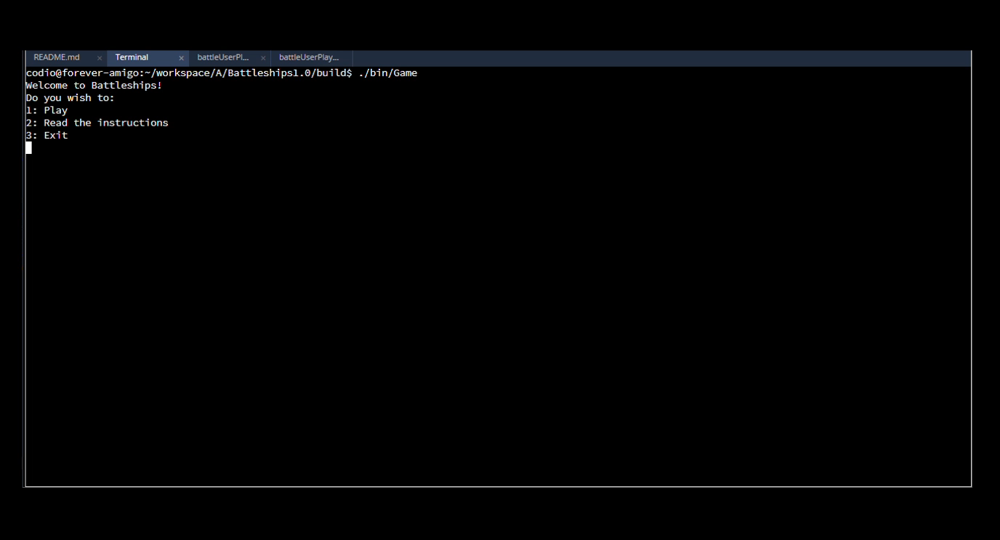 README.md × Terminal × battleUserPl... × battleUserPlay...
codio@forever-amigo:~/workspace/A/Battleships1.0/build$ ./bin/Game
Welcome to Battleships!
Do you wish to:
1: Play
2: Read the instructions
3: Exit